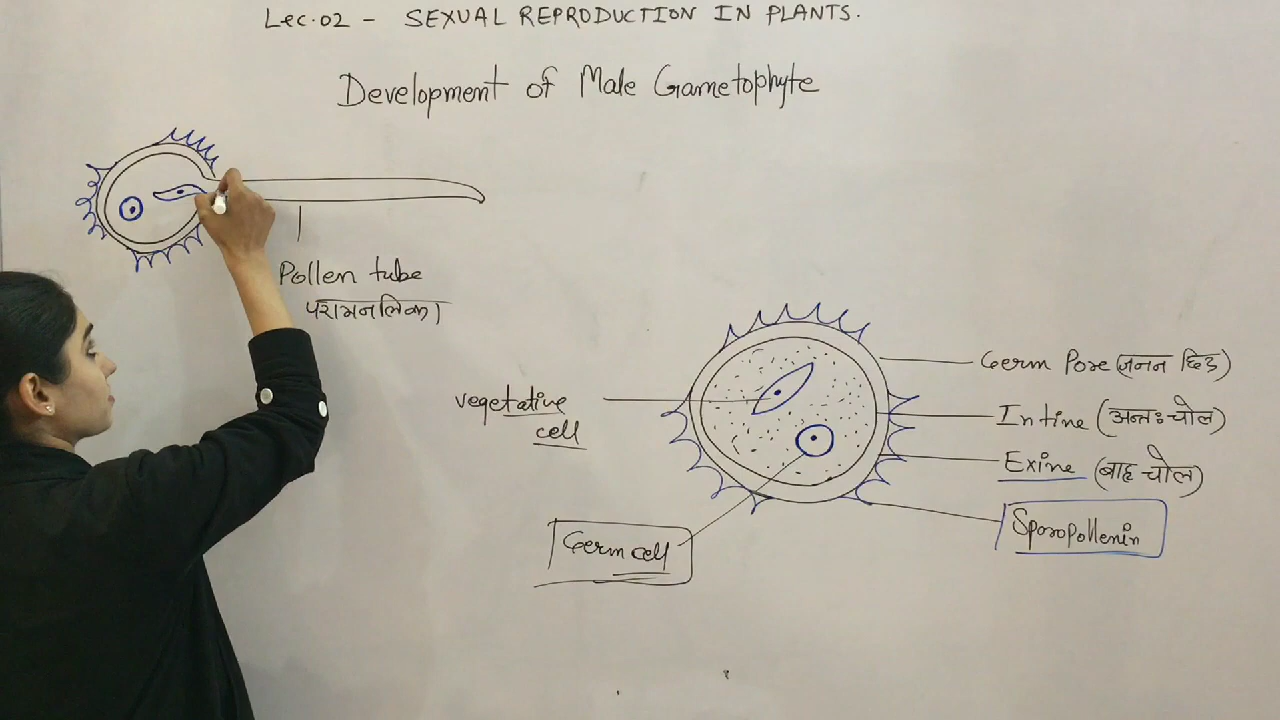 Lec.02 - SEXUAL REPRODUCTION IN PLANTS.
Development of Male Gametophyte
Pollen tube
परागनलिका
Germ Pore (जनन छिद्र)
vegetative
cell
Intine (अन्तः चोल)
Exine (बाह्र चोल)
Sporopollenin
Germ cell